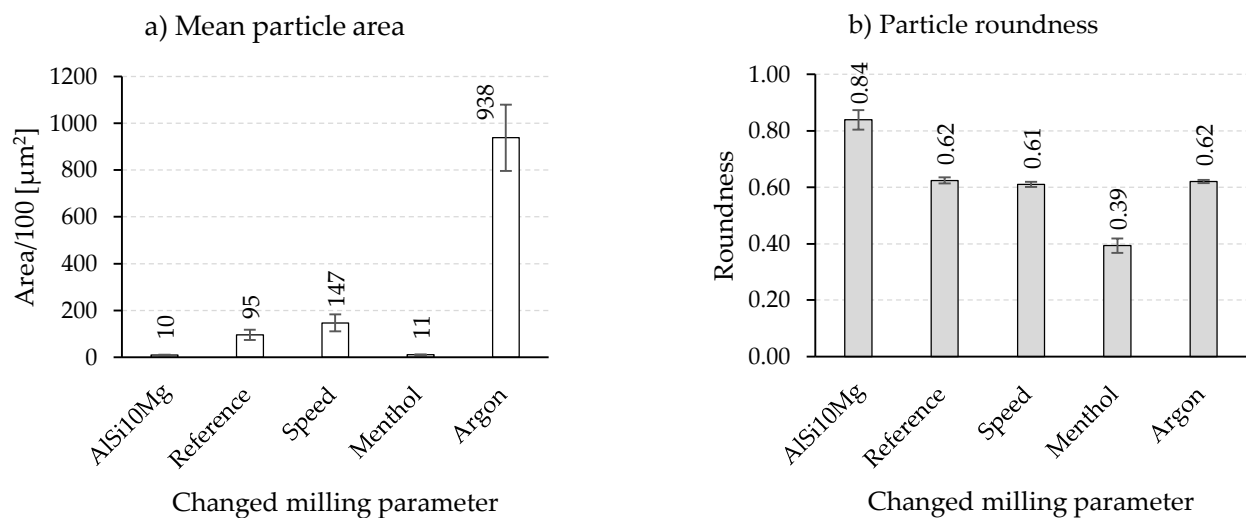 a) Mean particle area
Area/100 [µm²]
1200
1000
800
600
400
200
0
10
95
147
11
938
AlSi10Mg
Reference
Speed
Menthol
Argon
Changed milling parameter
b) Particle roundness
Roundness
1.00
0.80
0.60
0.40
0.20
0.00
0.84
0.62
0.61
0.39
0.62
AlSi10Mg
Reference
Speed
Menthol
Argon
Changed milling parameter